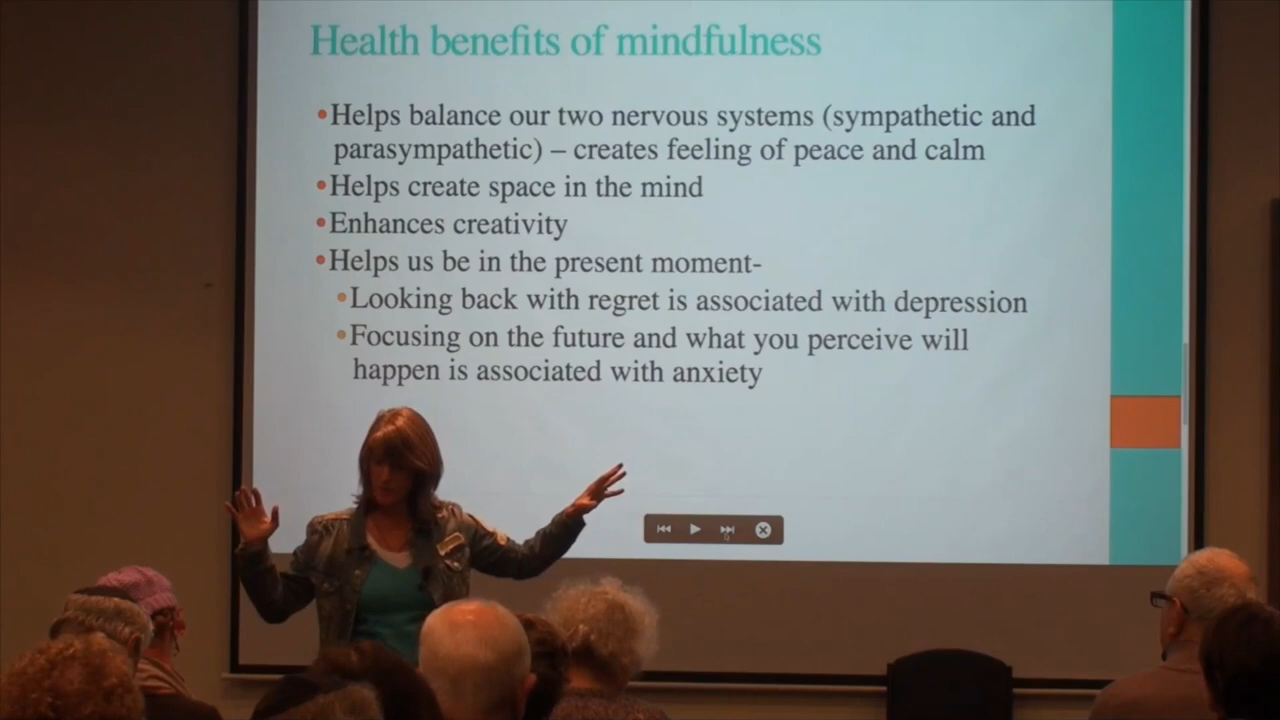 Health benefits of mindfulness
•Helps balance our two nervous systems (sympathetic and
parasympathetic) – creates feeling of peace and calm
•Helps create space in the mind
•Enhances creativity
•Helps us be in the present moment-
•Looking back with regret is associated with depression
•Focusing on the future and what you perceive will
happen is associated with anxiety